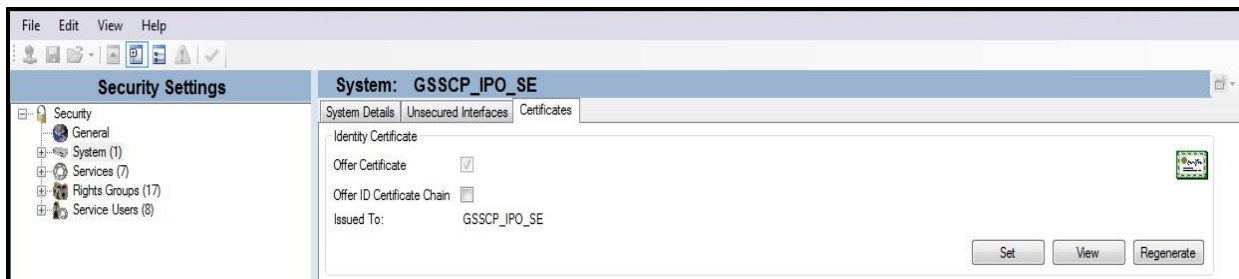 File Edit View Help
Security Settings
System: GSSCP_IPO_SE
Security
General
System (1)
Services (7)
Rights Groups (17)
Service Users (8)
System Details Unsecured Interfaces Certificates
Identity Certificate
Offer Certificate
Offer ID Certificate Chain
Issued To: GSSCP_IPO_SE
Set View Regenerate